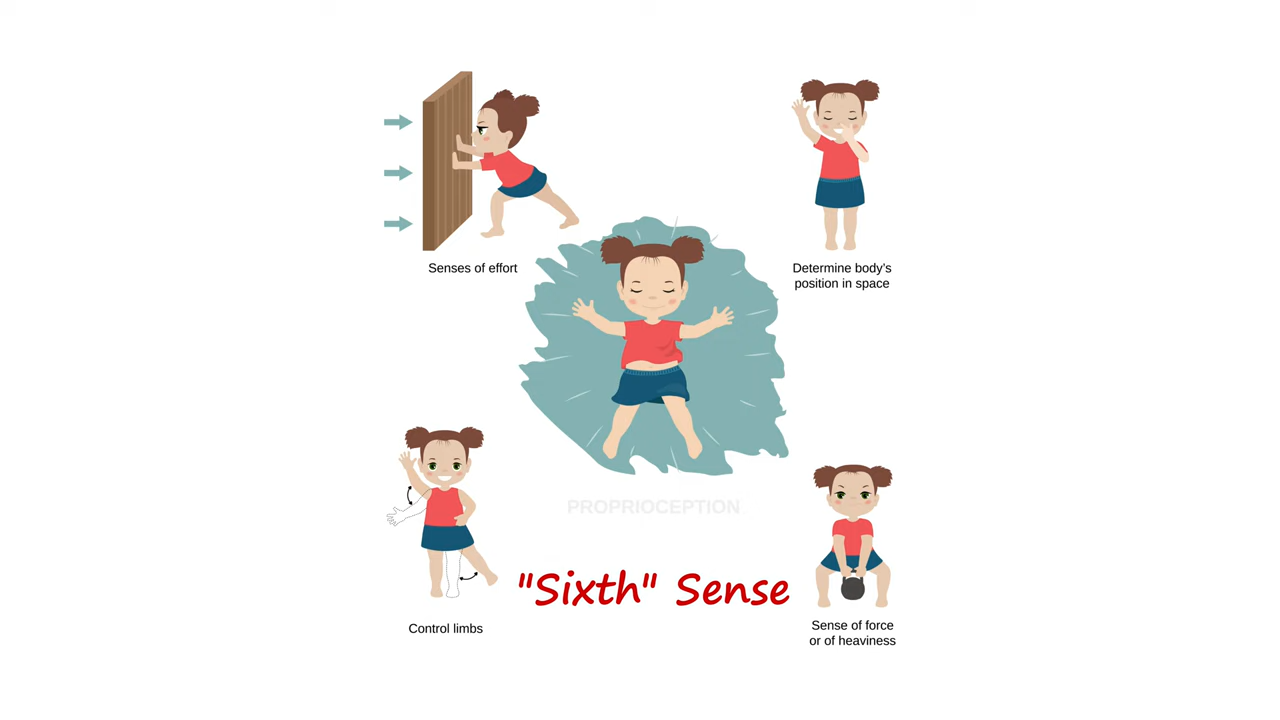 Senses of effort
Determine body's
position in space
PROPRIOCEPTION
"Sixth" Sense
Control limbs
Sense of force
or of heaviness